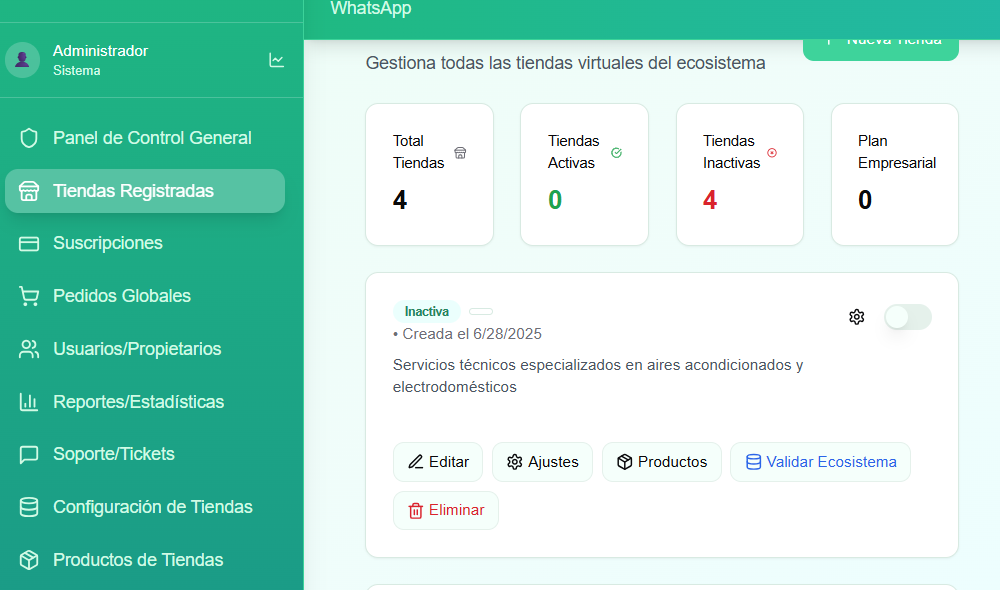 WhatsApp
Administrador
Sistema
Panel de Control General
Tiendas Registradas
Suscripciones
Pedidos Globales
Usuarios/Propietarios
Reportes/Estadísticas
Soporte/Tickets
Configuración de Tiendas
Productos de Tiendas
+ Nueva Tienda
Gestiona todas las tiendas virtuales del ecosistema
Total
Tiendas
4
Tiendas
Activas
0
Tiendas
Inactivas
4
Plan
Empresarial
0
Inactiva
• Creada el 6/28/2025
Servicios técnicos especializados en aires acondicionados y
electrodomésticos
Editar
Ajustes
Productos
Validar Ecosistema
Eliminar